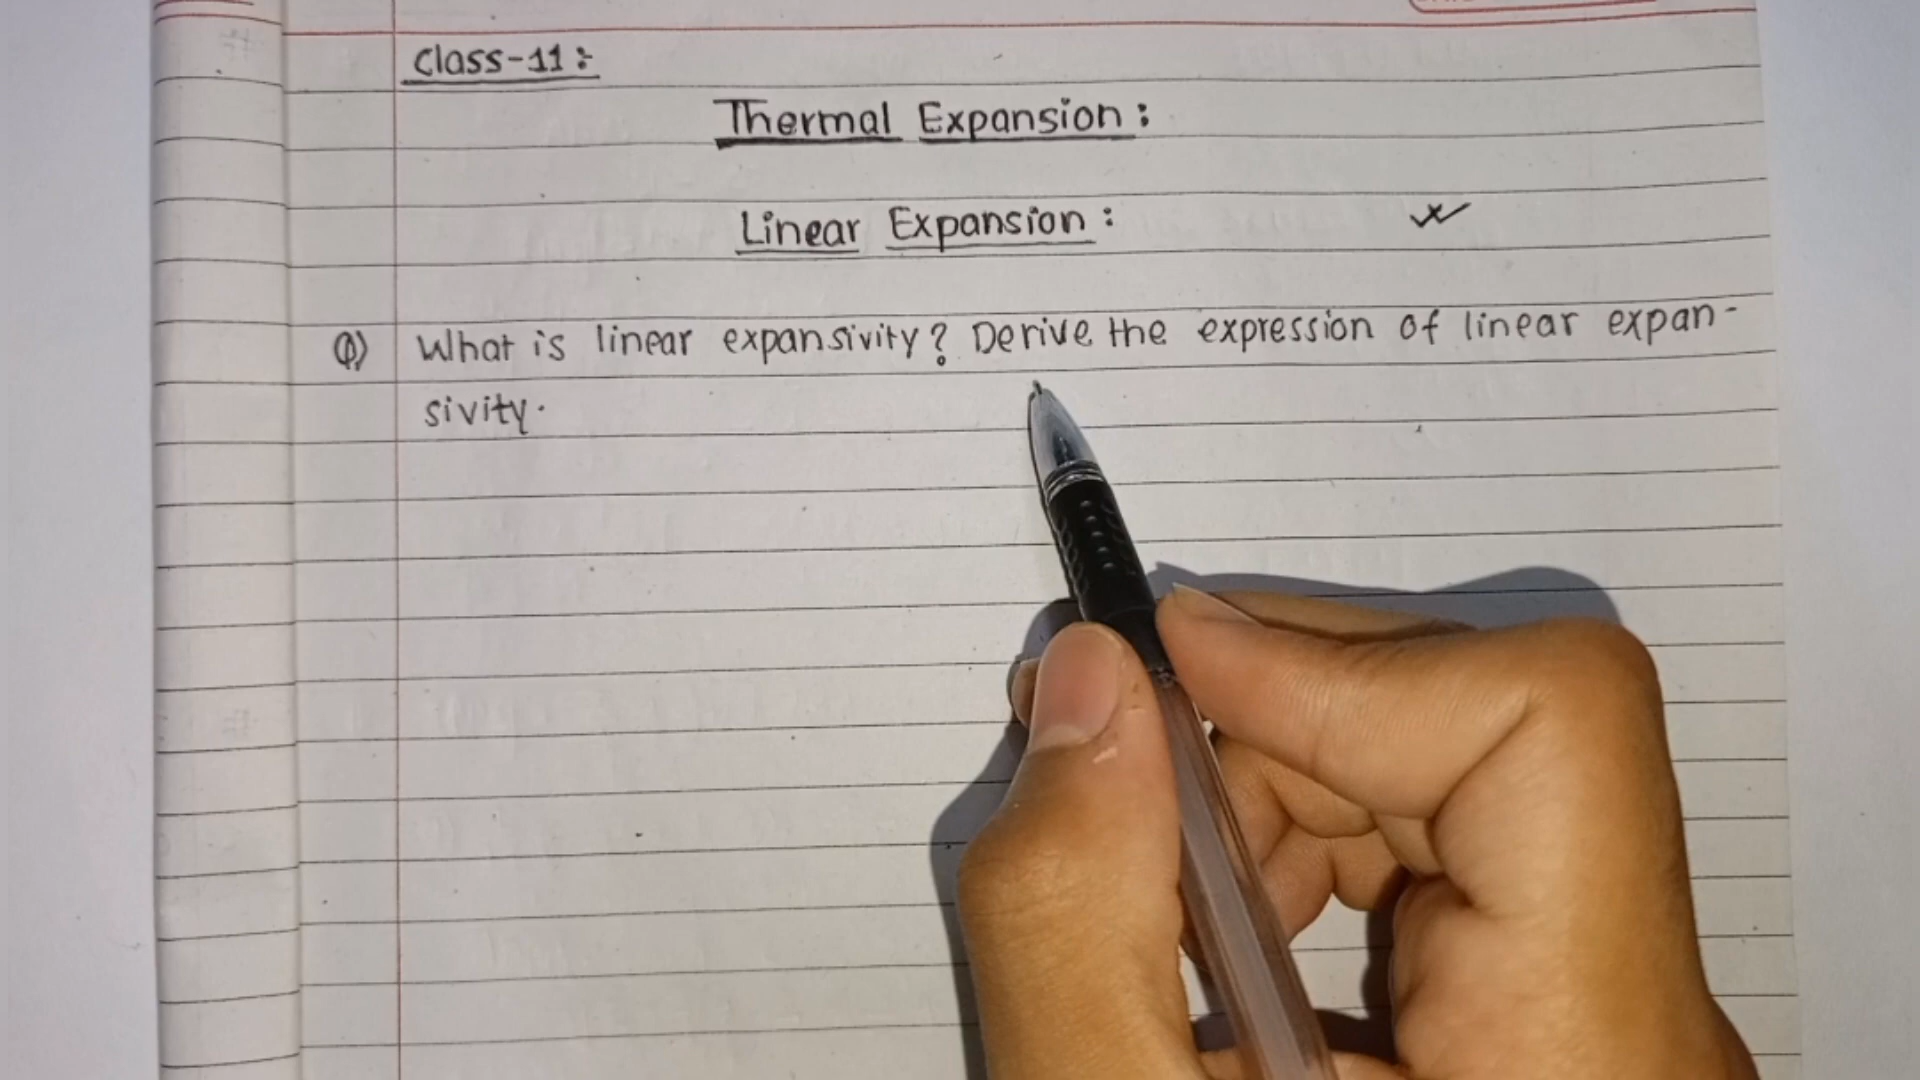 Class-11:
Thermal Expansion:
Linear Expansion:
Q) What is linear expansivity? Derive the expression of linear expan-
sivity.